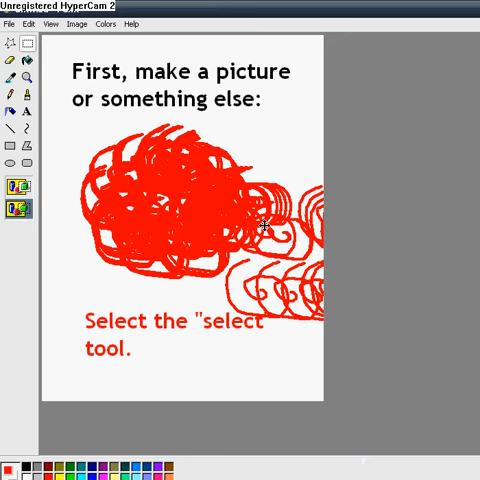 Unregistered HyperCam 2
File Edit View Image Colors Help
First, make a picture
or something else:
Select the "select
tool.